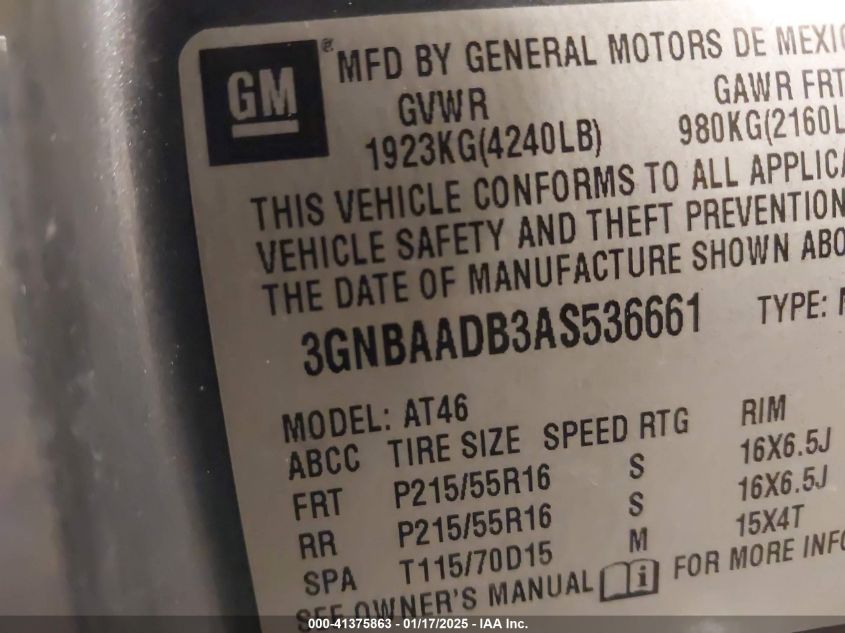 GM ® MFD BY GENERAL MOTORS DE MEXIC
GVWR GAWR FRT
1923KG(4240LB) 980KG(2160L
THIS VEHICLE CONFORMS TO ALL APPLICA
VEHICLE SAFETY AND THEFT PREVENTION
THE DATE OF MANUFACTURE SHOWN ABO
3GNBAADB3AS536661 TYPE:
MODEL: AT46
ABCC TIRE SIZE SPEED RTG RIM
FRT P215/55R16 S 16X6.5J
RR P215/55R16 S 16X6.5J
SPA T115/70D15 M 15X4T
SEE OWNER'S MANUAL i FOR MORE INFO
000-41375863 - 01/17/2025 - IAA Inc.